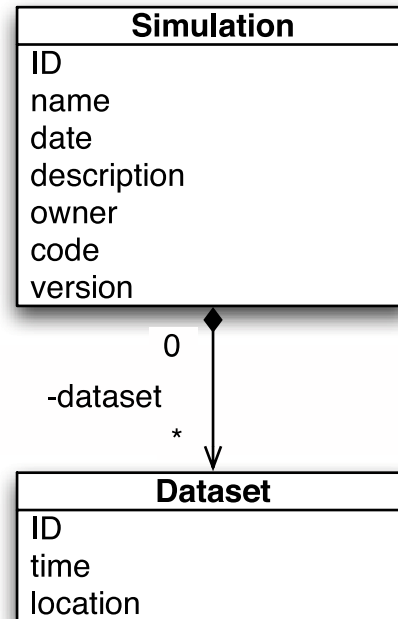 Simulation
ID
name
date
description
owner
code
version
0
-dataset
*
Dataset
ID
time
location